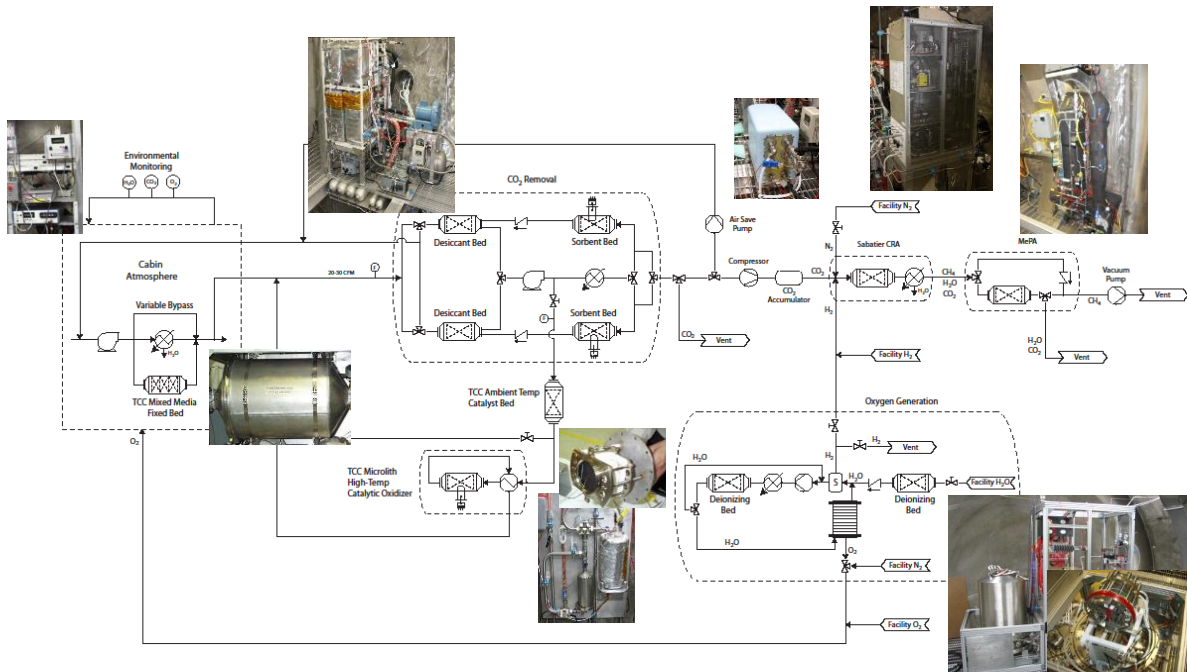 Environmental
Monitoring
H₂O
CO₂
O₂
Cabin
Atmosphere
Variable Bypass
H₂O
TCC Mixed Media
Fixed Bed
O₂
20-30 CFM
F
CO₂ Removal
Desiccant Bed
Sorbent Bed
Desiccant Bed
Sorbent Bed
F
TCC Ambient Temp
Catalyst Bed
TCC Microlith
High-Temp
Catalytic Oxidizer
Air Save
Pump
Compressor
CO₂
Accumulator
CO₂
CO₂
Vent
Facility N₂
N₂
Sabatier CRA
H₂O
H₂
CH₄
H₂O
CO₂
MePA
Vacuum
Pump
CH₄
Vent
H₂O
CO₂
Vent
Facility H₂
Oxygen Generation
H₂
Vent
H₂
H₂O
H₂O
S
Deionizing
Bed
Deionizing
Bed
Facility H₂O
H₂O
O₂
Facility N₂
Facility O₂